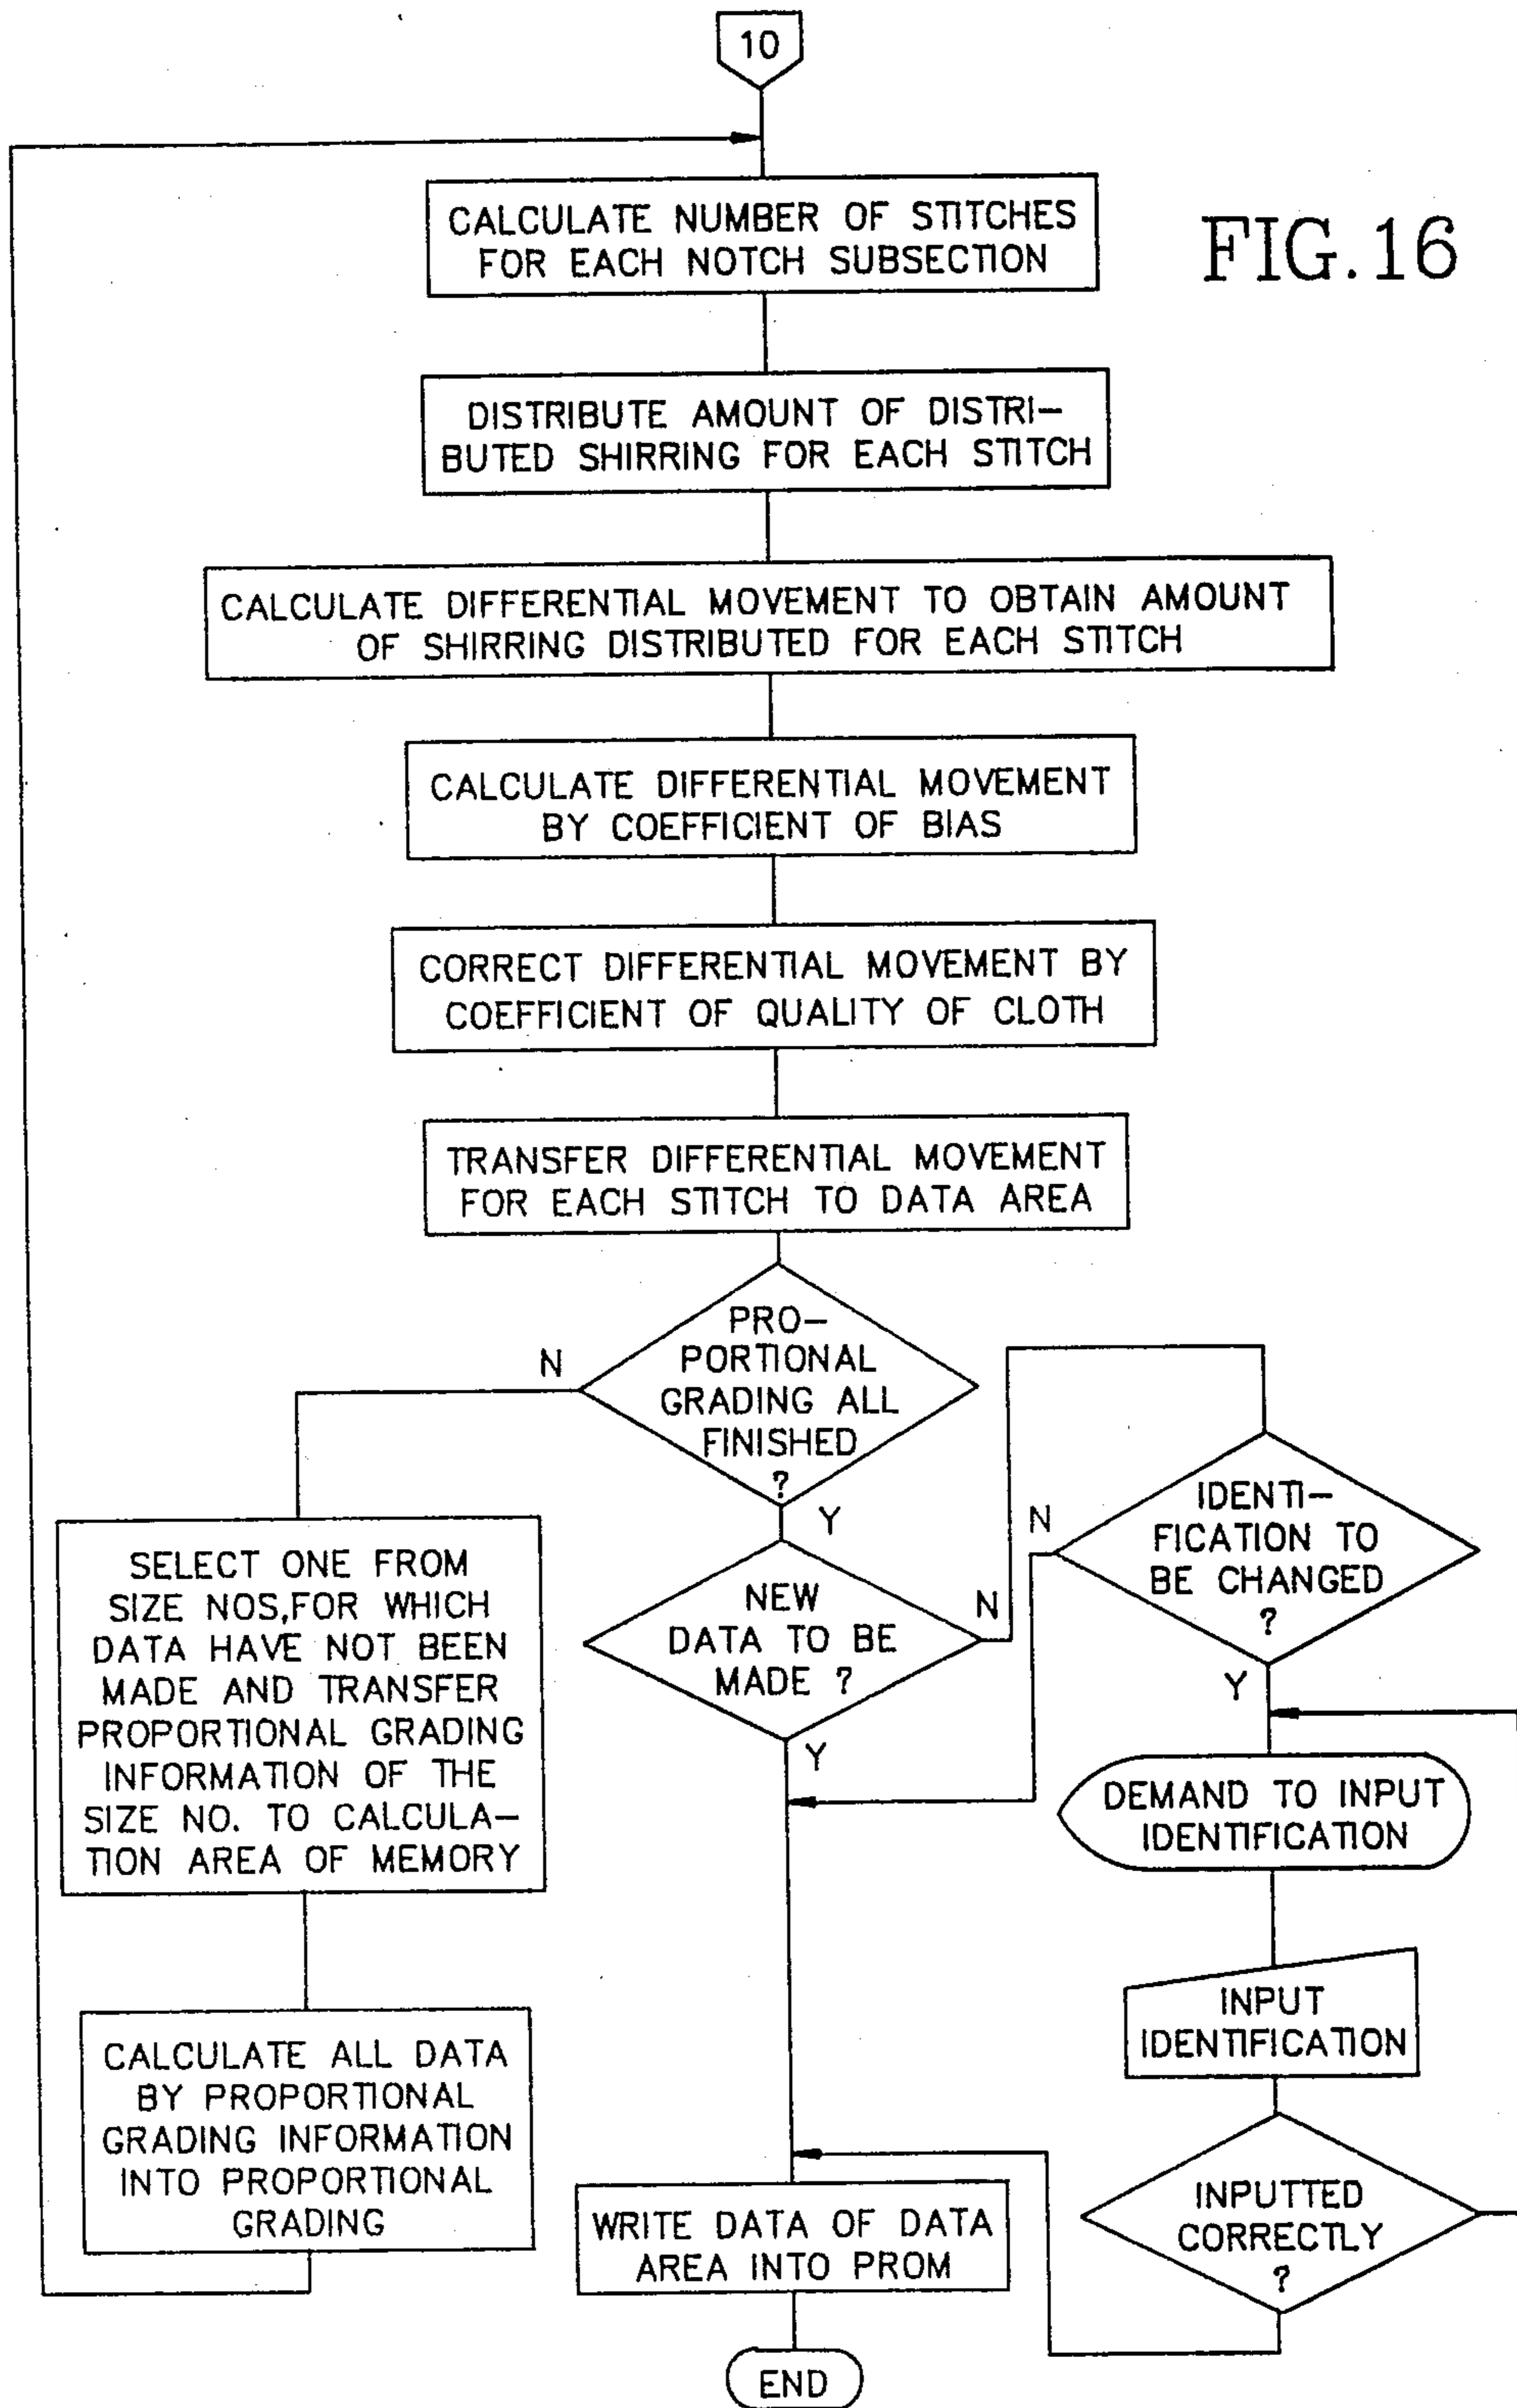 10
FIG. 16
CALCULATE NUMBER OF STITCHES
FOR EACH NOTCH SUBSECTION
DISTRIBUTE AMOUNT OF DISTRI-
BUTED SHIRRING FOR EACH STITCH
CALCULATE DIFFERENTIAL MOVEMENT TO OBTAIN AMOUNT
OF SHIRRING DISTRIBUTED FOR EACH STITCH
CALCULATE DIFFERENTIAL MOVEMENT
BY COEFFICIENT OF BIAS
CORRECT DIFFERENTIAL MOVEMENT BY
COEFFICIENT OF QUALITY OF CLOTH
TRANSFER DIFFERENTIAL MOVEMENT
FOR EACH STITCH TO DATA AREA
PRO-
PORTIONAL
GRADING ALL
FINISHED
?
N
Y
SELECT ONE FROM
SIZE NOS,FOR WHICH
DATA HAVE NOT BEEN
MADE AND TRANSFER
PROPORTIONAL GRADING
INFORMATION OF THE
SIZE NO. TO CALCULA-
TION AREA OF MEMORY
CALCULATE ALL DATA
BY PROPORTIONAL
GRADING INFORMATION
INTO PROPORTIONAL
GRADING
NEW
DATA TO BE
MADE ?
N
Y
IDENTI-
FICATION TO
BE CHANGED
?
N
Y
DEMAND TO INPUT
IDENTIFICATION
INPUT
IDENTIFICATION
INPUTTED
CORRECTLY
?
WRITE DATA OF DATA
AREA INTO PROM
END